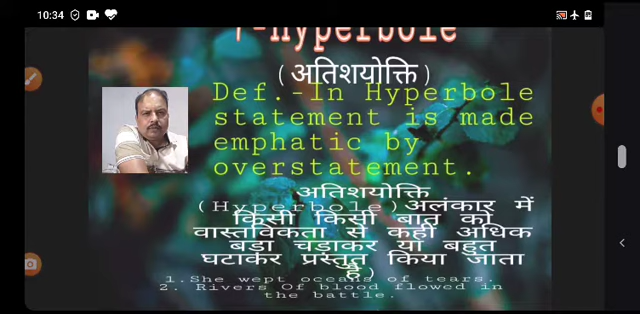 10:34
7-Hyperbole
(अतिशयोक्ति)
Def.-In Hyperbole
statement is made
emphatic by
overstatement.
अतिशयोक्ति
(Hyperbole)अलंकार में
किसी किसी बात को
वास्तविकता से कहीं अधिक
बड़ा चड़ाकर या बहुत
घटाकर प्रस्तुत किया जाता
है)
1.She wept oceans of tears.
2. Rivers Of blood flowed in
the battle.